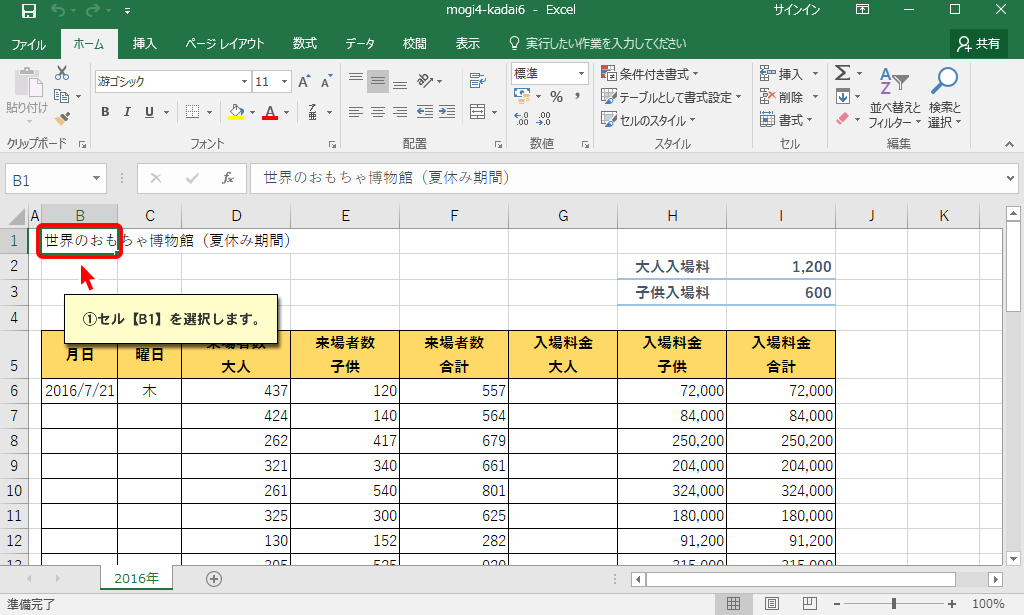 mogi4-kadai6 - Excel サインイン
ファイル ホーム 挿入 ページ レイアウト 数式 データ 校閲 表示 実行したい作業を入力してください 共有
貼り付け 游ゴシック 11 標準 条件付き書式 挿入 Σ
B I U テーブルとして書式設定 削除 並べ替えと フィルター 検索と 選択
セルのスタイル 書式
クリップボード フォント 配置 数値 スタイル セル 編集
B1 fx 世界のおもちゃ博物館（夏休み期間）
A B C D E F G H I J K
1 世界のおもちゃ博物館（夏休み期間）
2 大人入場料 1,200
①セル【B1】を選択します。
3 子供入場料 600
4
5 月日 曜日 来場者数 大人 来場者数 子供 来場者数 合計 入場料金 大人 入場料金 子供 入場料金 合計
6 2016/7/21 木 437 120 557 72,000 72,000
7 424 140 564 84,000 84,000
8 262 417 679 250,200 250,200
9 321 340 661 204,000 204,000
10 261 540 801 324,000 324,000
11 325 300 625 180,000 180,000
12 130 152 282 91,200 91,200
2016年
準備完了 100%